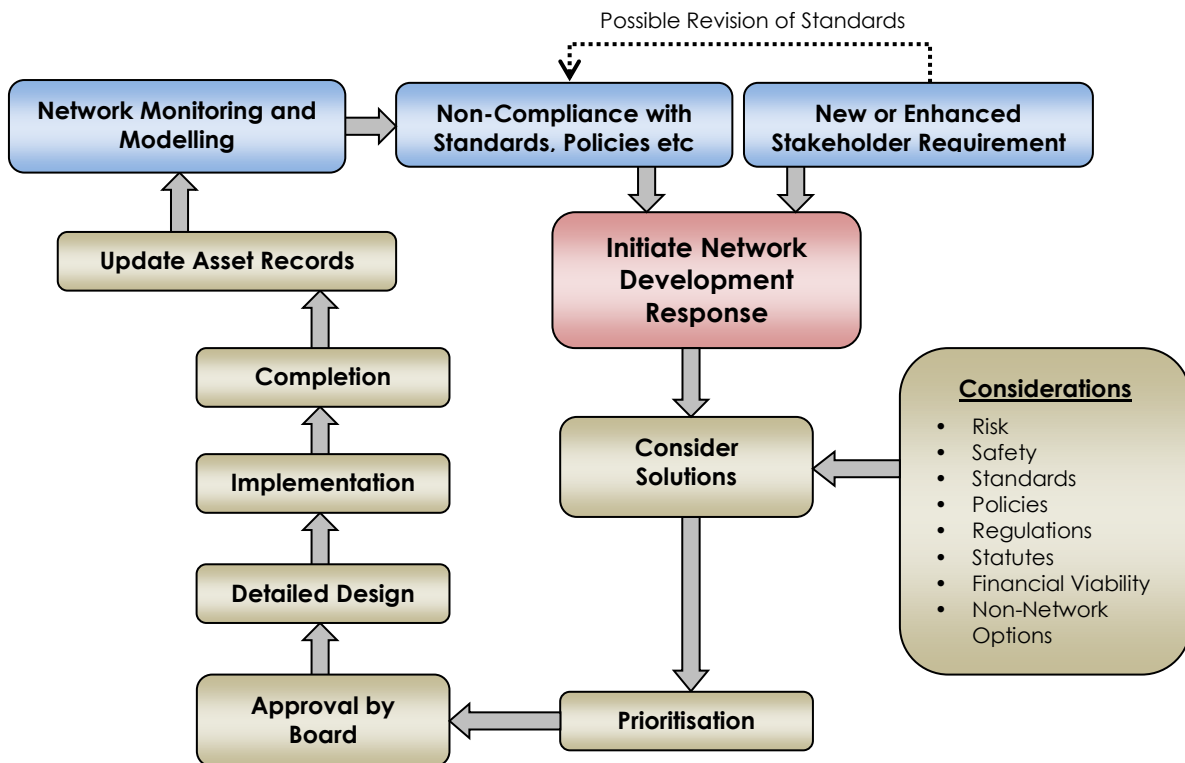 Possible Revision of Standards
Network Monitoring and
Modelling
Non-Compliance with
Standards, Policies etc
New or Enhanced
Stakeholder Requirement
Update Asset Records
Initiate Network
Development
Response
Completion
Consider
Solutions
Considerations
• Risk
• Safety
• Standards
• Policies
• Regulations
• Statutes
• Financial Viability
• Non-Network
Options
Implementation
Detailed Design
Approval by
Board
Prioritisation